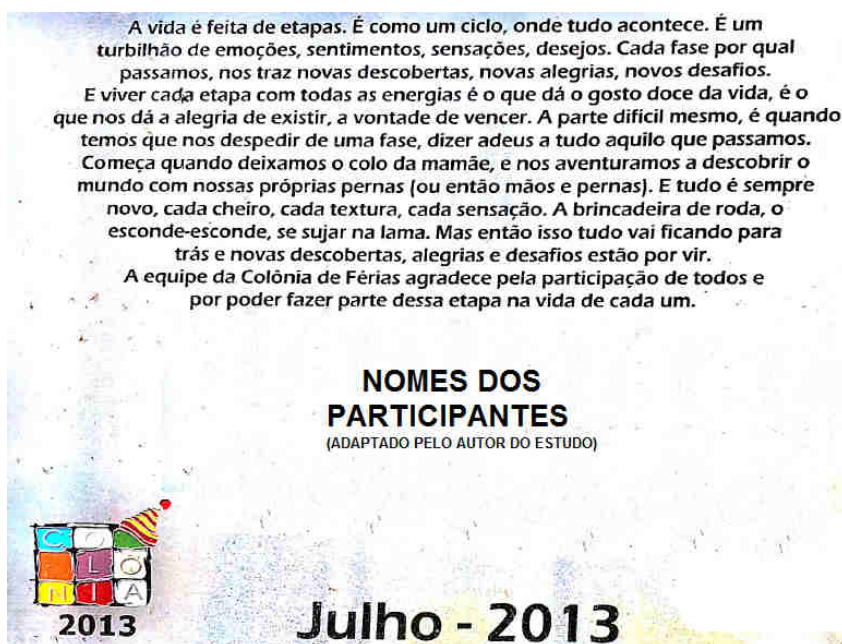 A vida é feita de etapas. É como um ciclo, onde tudo acontece. É um
turbilhão de emoções, sentimentos, sensações, desejos. Cada fase por qual
passamos, nos traz novas descobertas, novas alegrias, novos desafios.
E viver cada etapa com todas as energias é o que dá o gosto doce da vida, é o
que nos dá a alegria de existir, a vontade de vencer. A parte difícil mesmo, é quando
temos que nos despedir de uma fase, dizer adeus a tudo aquilo que passamos.
Começa quando deixamos o colo da mamãe, e nos aventuramos a descobrir o
mundo com nossas próprias pernas (ou então mãos e pernas). E tudo é sempre
novo, cada cheiro, cada textura, cada sensação. A brincadeira de roda, o
esconde-esconde, se sujar na lama. Mas então isso tudo vai ficando para
trás e novas descobertas, alegrias e desafios estão por vir.
A equipe da Colônia de Férias agradece pela participação de todos e
por poder fazer parte dessa etapa na vida de cada um.
NOMES DOS
PARTICIPANTES
(ADAPTADO PELO AUTOR DO ESTUDO)
CO
LÔ
NIA
2013
Julho - 2013